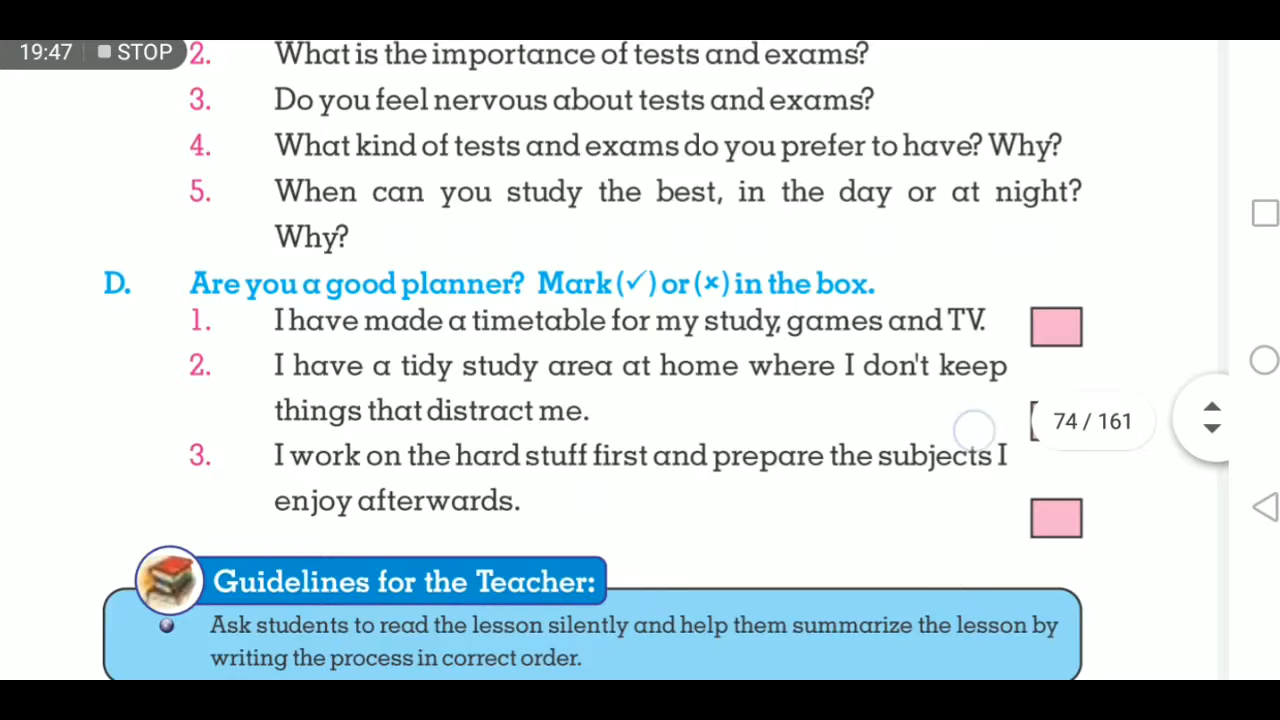 19:47 STOP
2. What is the importance of tests and exams?
3. Do you feel nervous about tests and exams?
4. What kind of tests and exams do you prefer to have? Why?
5. When can you study the best, in the day or at night?
Why?
D. Are you a good planner? Mark (✓) or (×) in the box.
1. I have made a timetable for my study, games and TV.
2. I have a tidy study area at home where I don't keep
things that distract me.
74 / 161
3. I work on the hard stuff first and prepare the subjects I
enjoy afterwards.
Guidelines for the Teacher:
Ask students to read the lesson silently and help them summarize the lesson by
writing the process in correct order.